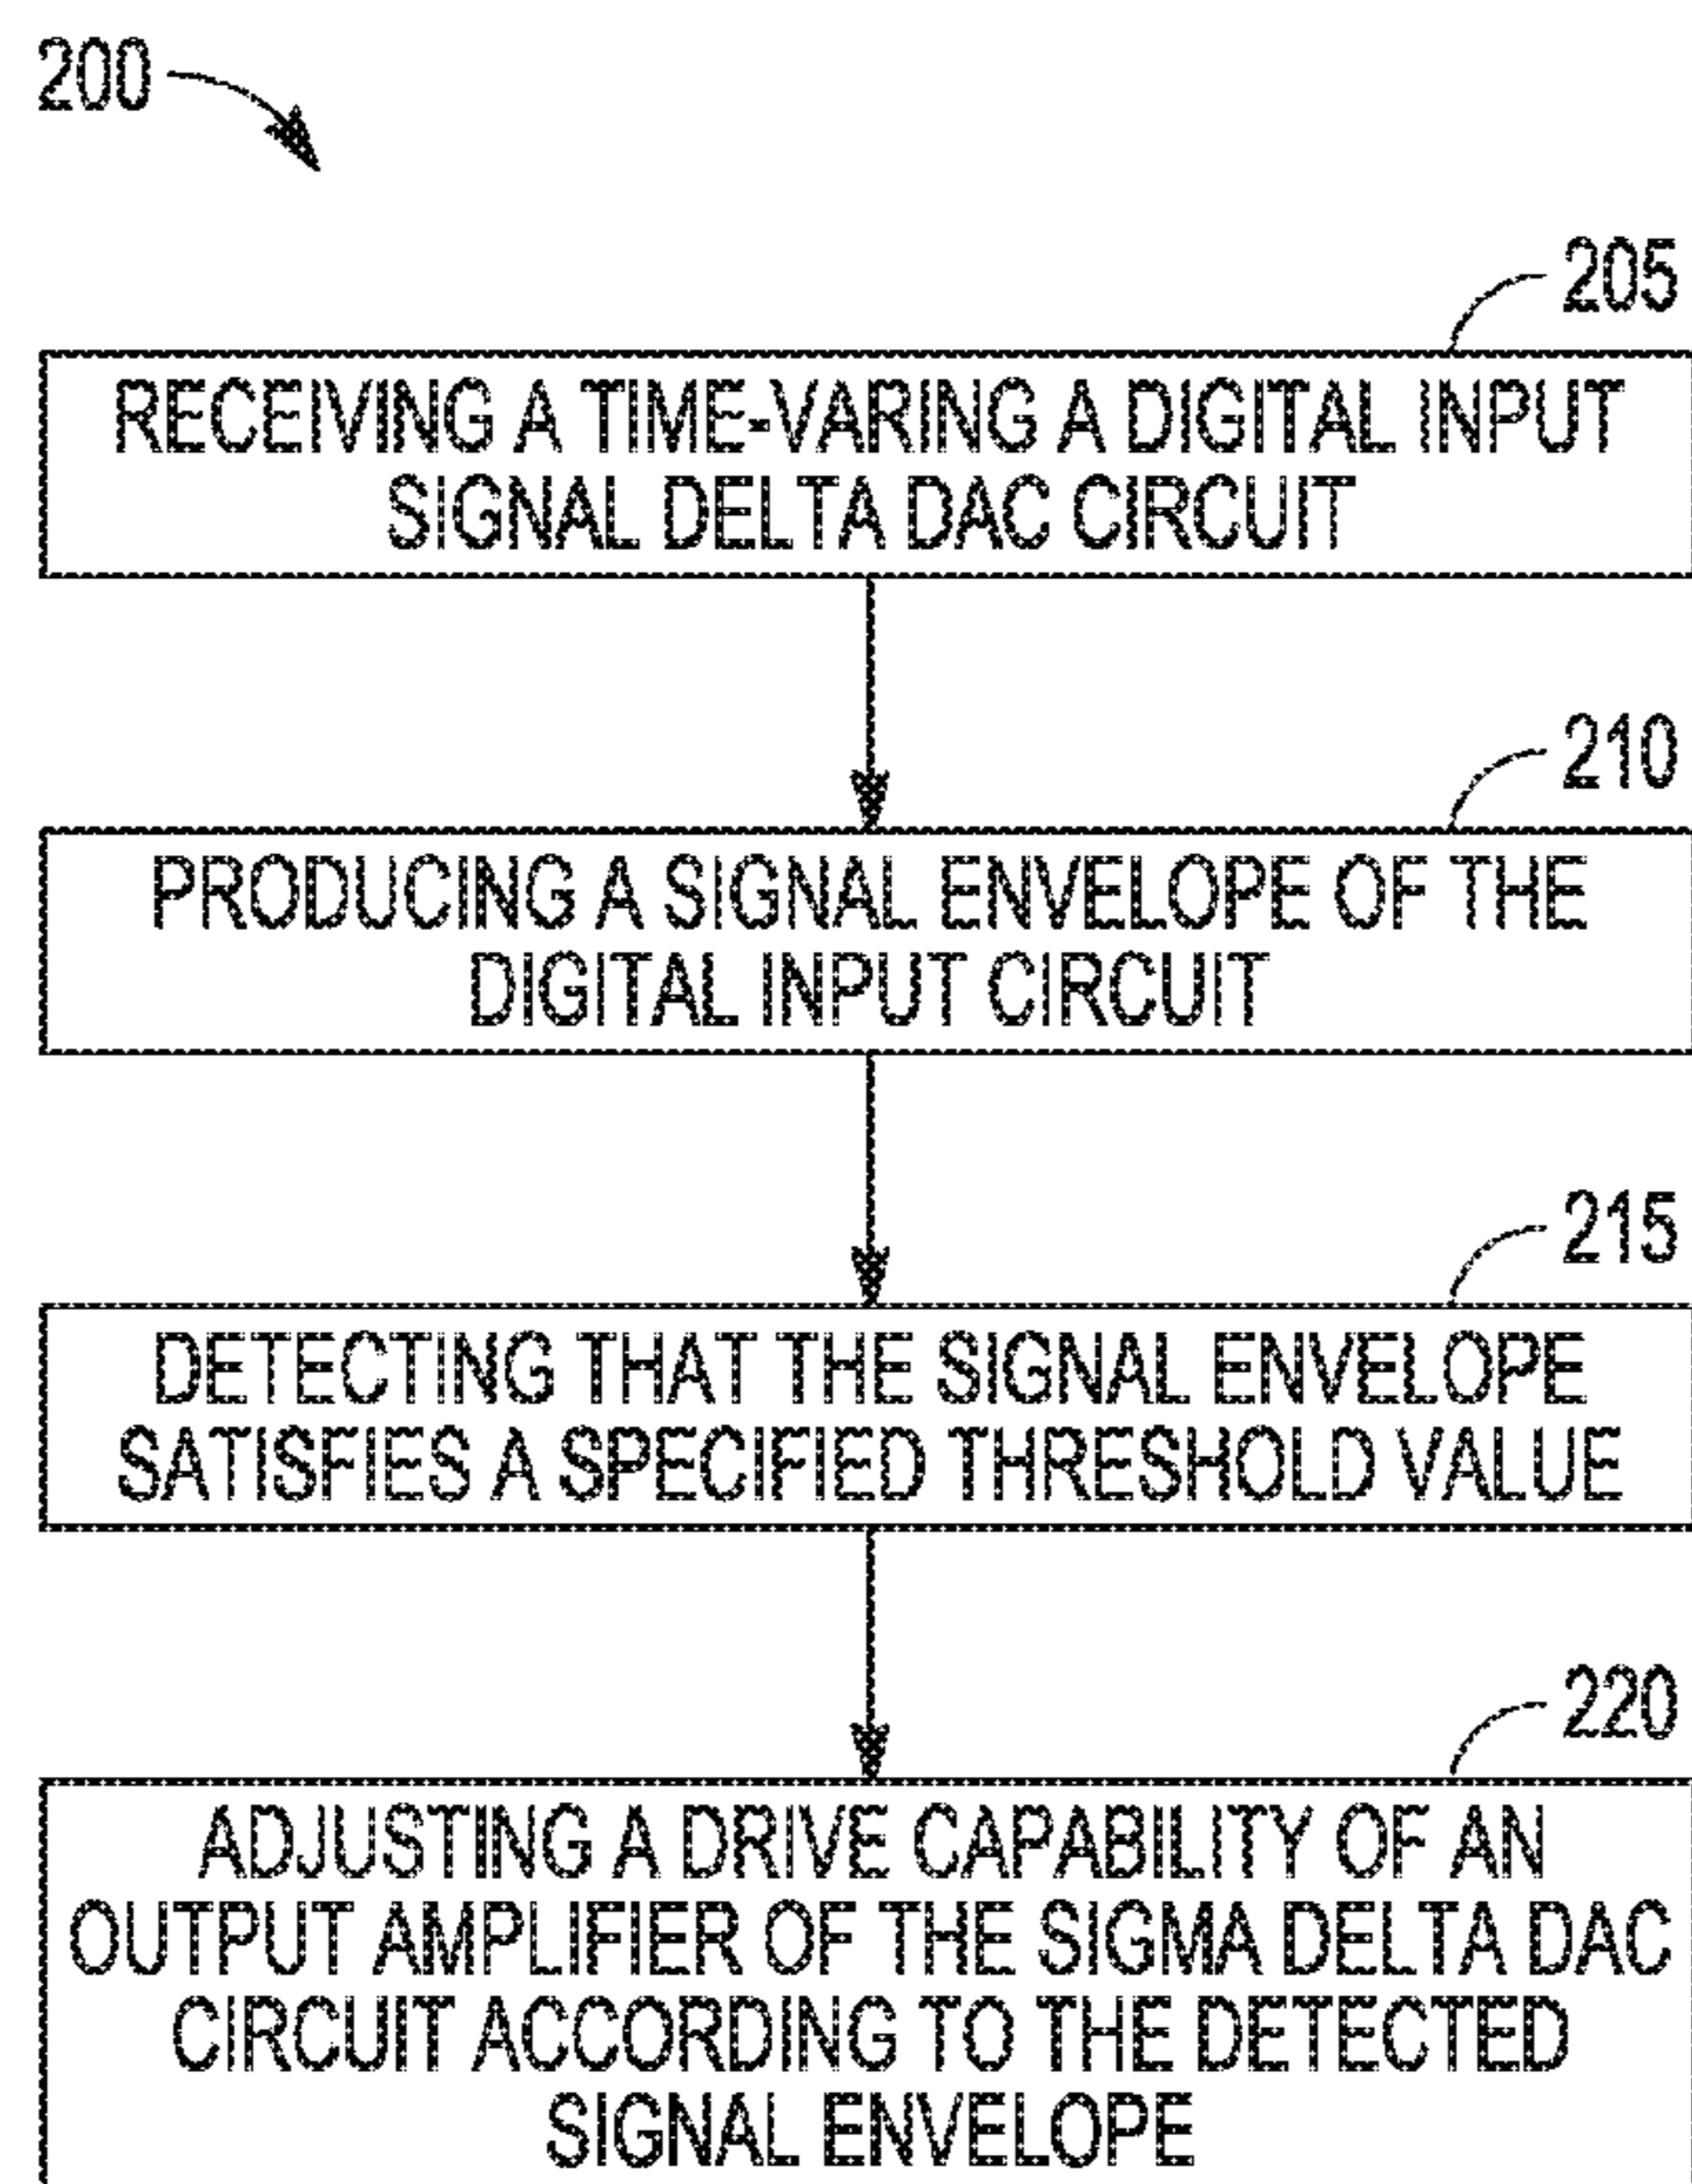 200
205
RECEIVING A TIME-VARING A DIGITAL INPUT
SIGNAL DELTA DAC CIRCUIT
210
PRODUCING A SIGNAL ENVELOPE OF THE
DIGITAL INPUT CIRCUIT
215
DETECTING THAT THE SIGNAL ENVELOPE
SATISFIES A SPECIFIED THRESHOLD VALUE
220
ADJUSTING A DRIVE CAPABILITY OF AN
OUTPUT AMPLIFIER OF THE SIGMA DELTA DAC
CIRCUIT ACCORDING TO THE DETECTED
SIGNAL ENVELOPE